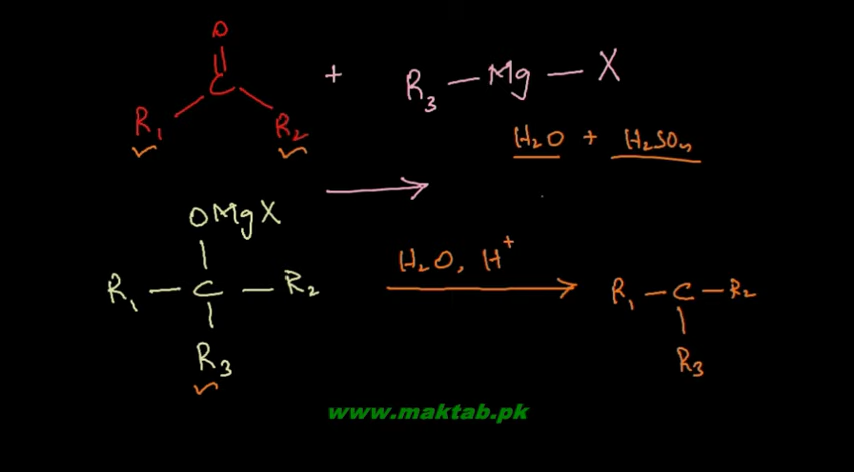 O
||
C
R₁ R₂
+ R₃ — Mg — X
H₂O + H₂SO₄
OMgX
|
R₁ — C — R₂
|
R₃
H₂O, H⁺
R₁ — C — R₂
|
R₃
www.maktab.pk